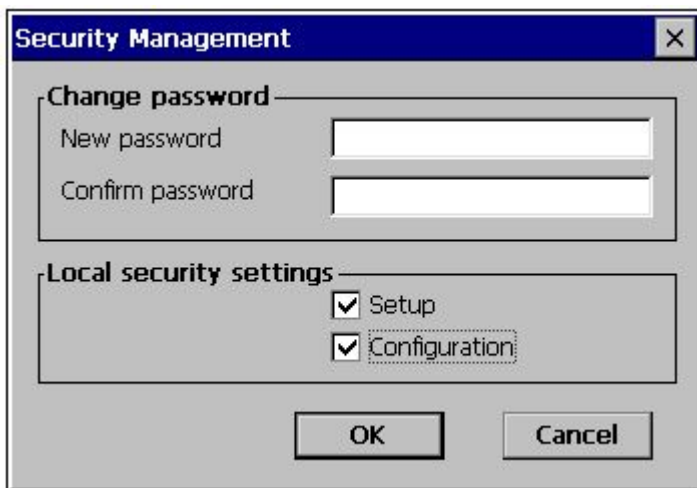 Security Management
Change password
New password
Confirm password
Local security settings
Setup
Configuration
OK Cancel